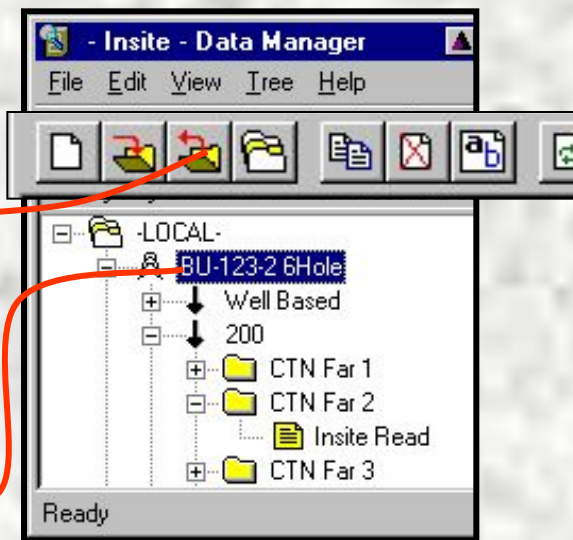 - Insite - Data Manager
File Edit View Tree Help
ab
-LOCAL-
BU-123-2 6Hole
Well Based
200
CTN Far 1
CTN Far 2
Insite Read
CTN Far 3
Ready